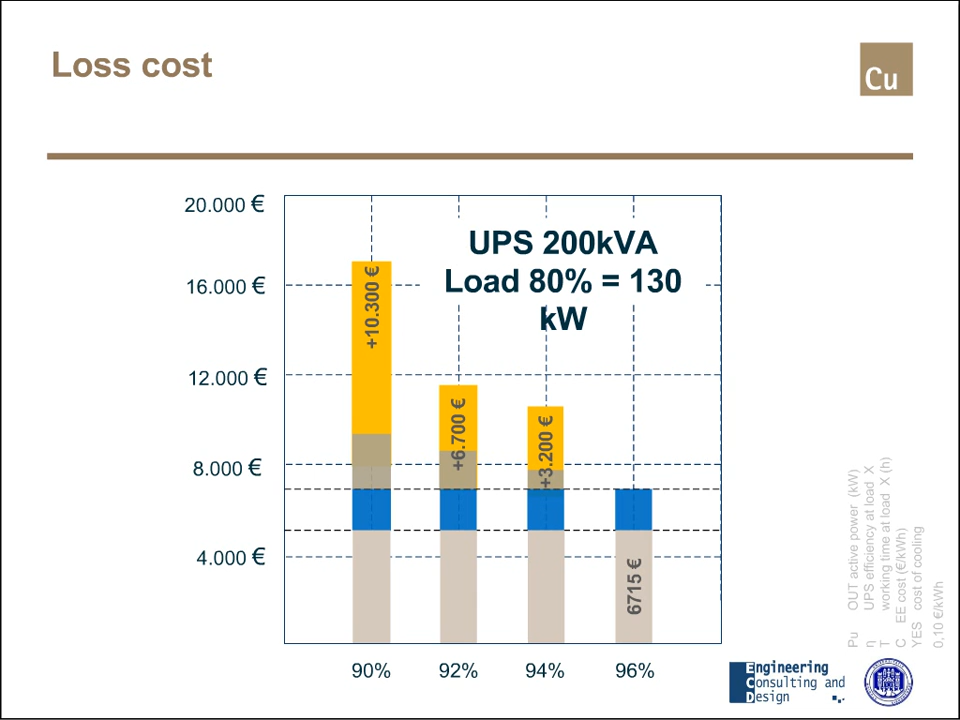 Loss cost
Cu
20.000 €
16.000 €
12.000 €
8.000 €
4.000 €
UPS 200kVA
Load 80% = 130
kW
+10.300 €
+6.700 €
+3.200 €
6715 €
90%
92%
94%
96%
Pu OUT active power (kW)
η UPS efficiency at load X
T working time at load X (h)
C EE cost (€/kWh)
YES cost of cooling
0,10 €/kWh
Engineering
Consulting and
Design